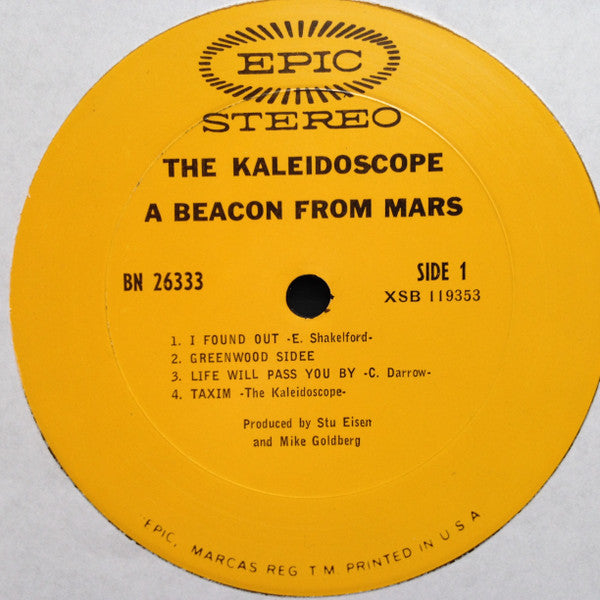 EPIC
STEREO
THE KALEIDOSCOPE
A BEACON FROM MARS
BN 26333
SIDE 1
XSB 119353
1. I FOUND OUT -E. Shakelford-
2. GREENWOOD SIDEE
3. LIFE WILL PASS YOU BY -C. Darrow-
4. TAXIM -The Kaleidoscope-
Produced by Stu Eisen
and Mike Goldberg
EPIC, MARCAS REG T M. PRINTED IN U S A